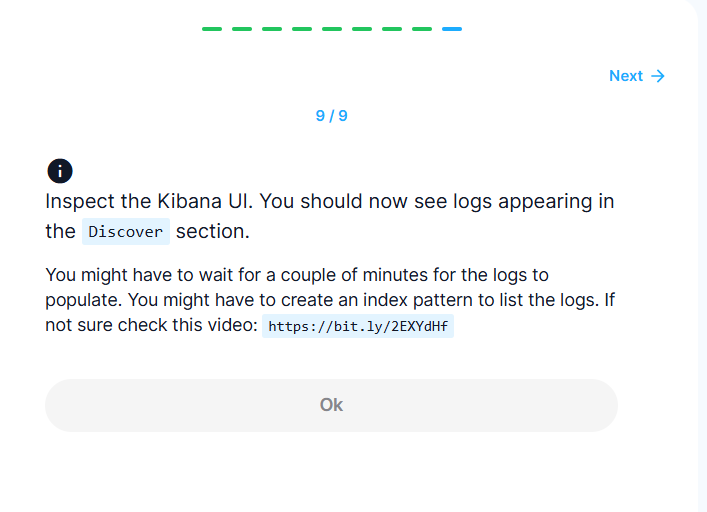 Next →
9 / 9
Inspect the Kibana UI. You should now see logs appearing in
the Discover section.
You might have to wait for a couple of minutes for the logs to
populate. You might have to create an index pattern to list the logs. If
not sure check this video: https://bit.ly/2EXYdHf
Ok